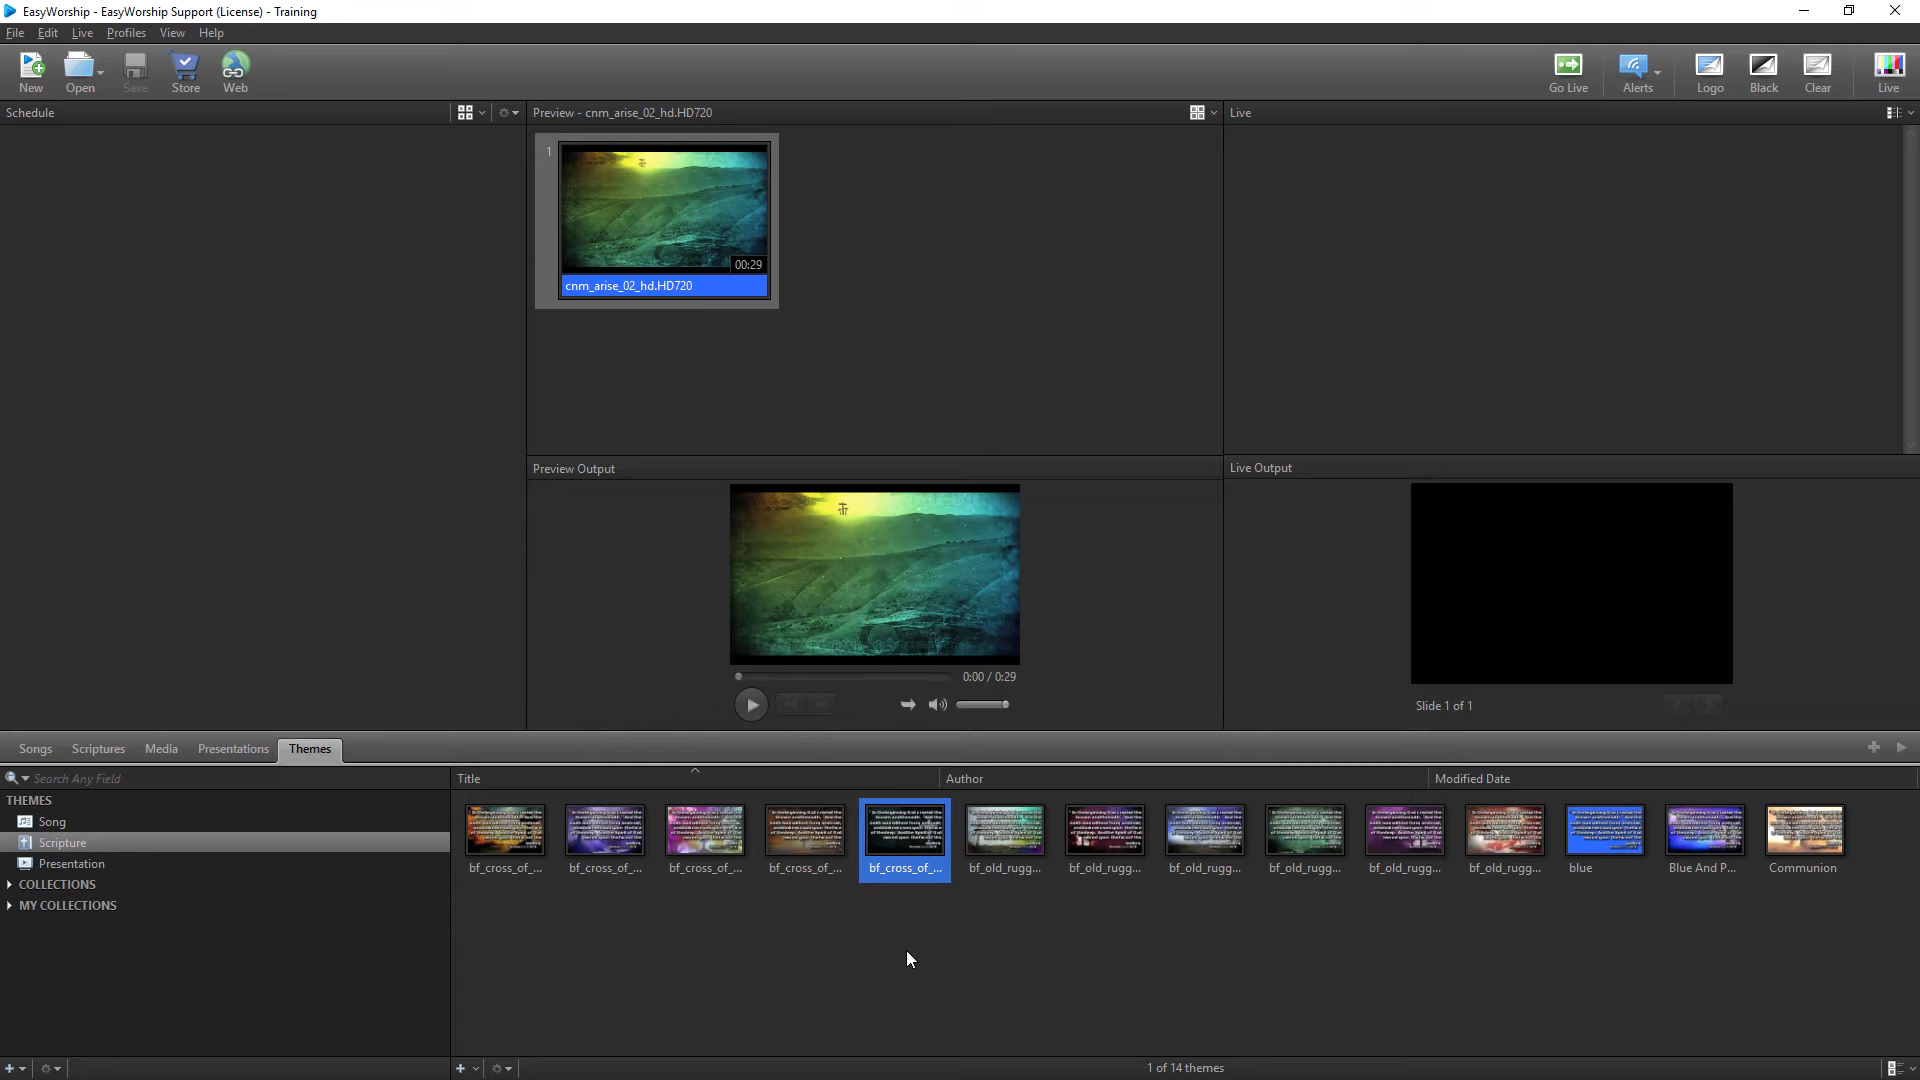 EasyWorship - EasyWorship Support (License) - Training
File Edit Live Profiles View Help
New Open Save Store Web Go Live Alerts Logo Black Clear Live
Schedule
Preview - cnm_arise_02_hd.HD720
Live
1
00:29
cnm_arise_02_hd.HD720
Preview Output
Live Output
0:00 / 0:29
Slide 1 of 1
Songs Scriptures Media Presentations Themes
Search Any Field
Title Author Modified Date
THEMES
Song
Scripture
Presentation
COLLECTIONS
MY COLLECTIONS
bf_cross_of_... bf_cross_of_... bf_cross_of_... bf_cross_of_... bf_cross_of_... bf_old_rugg... bf_old_rugg... bf_old_rugg... bf_old_rugg... bf_old_rugg... bf_old_rugg... blue Blue And P... Communion
1 of 14 themes